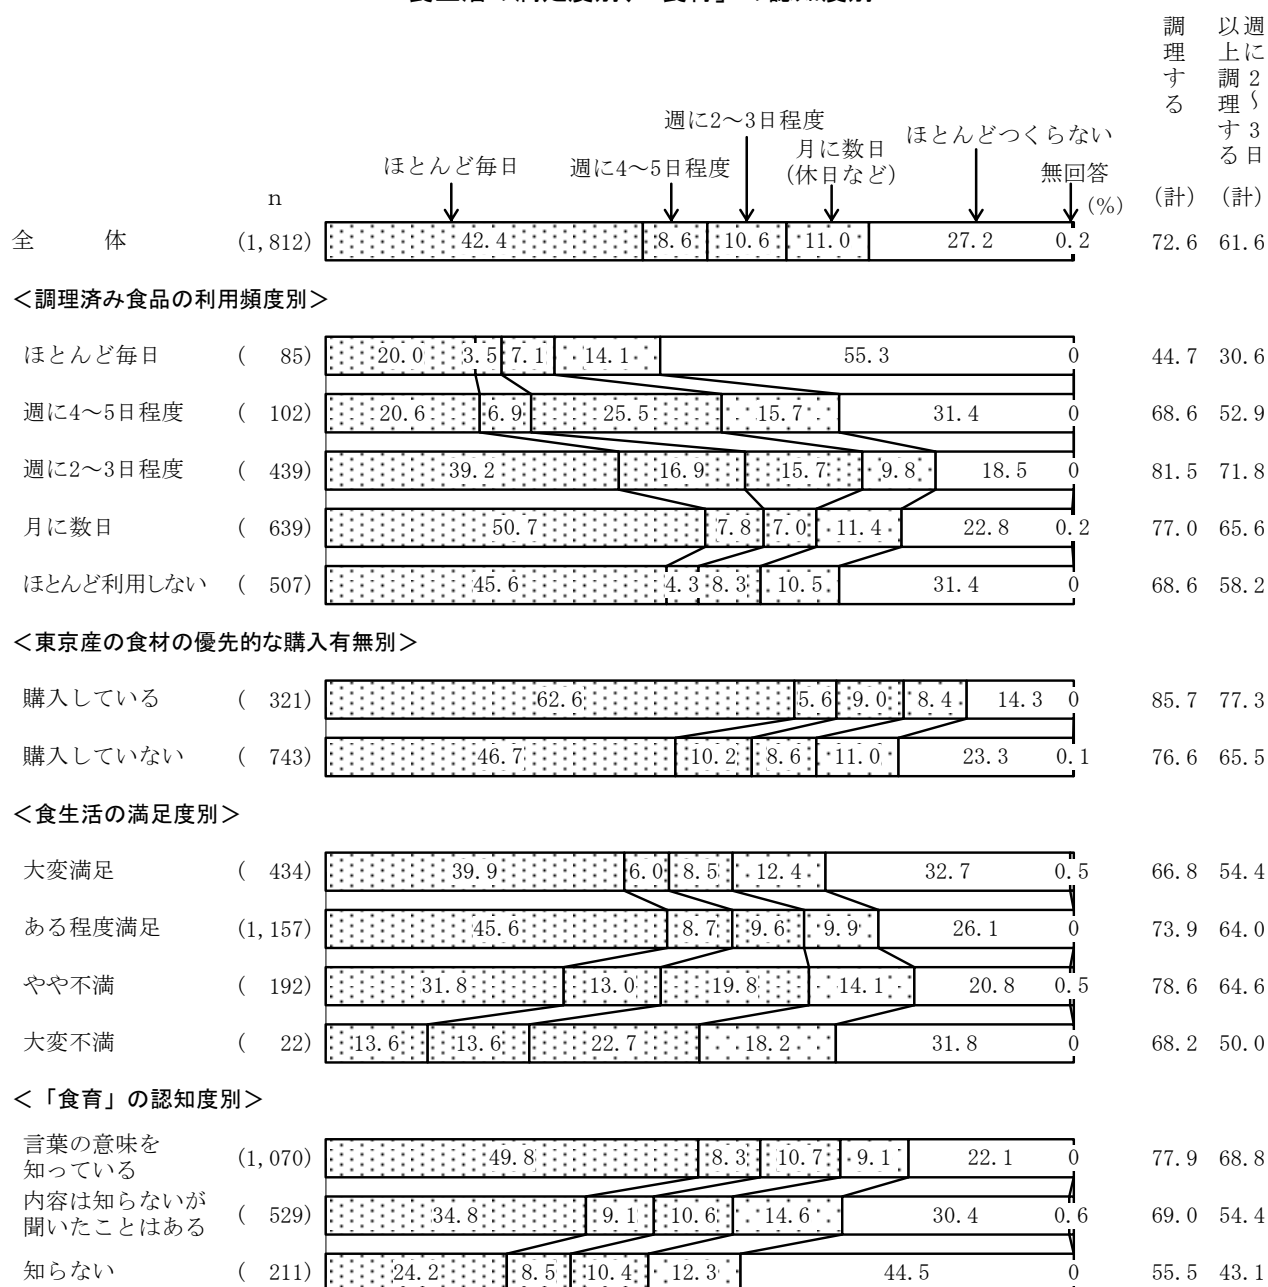 調理する
週に2～3日以上調理する
週に2～3日程度
ほとんどつくらない
月に数日
(休日など)
ほとんど毎日
週に4～5日程度
無回答
n
(%)
(計) (計)
全 体 (1,812) 42.4 8.6 10.6 11.0 27.2 0.2 72.6 61.6
＜調理済み食品の利用頻度別＞
ほとんど毎日 ( 85) 20.0 3.5 7.1 14.1 55.3 0 44.7 30.6
週に4～5日程度 ( 102) 20.6 6.9 25.5 15.7 31.4 0 68.6 52.9
週に2～3日程度 ( 439) 39.2 16.9 15.7 9.8 18.5 0 81.5 71.8
月に数日 ( 639) 50.7 7.8 7.0 11.4 22.8 0.2 77.0 65.6
ほとんど利用しない ( 507) 45.6 4.3 8.3 10.5 31.4 0 68.6 58.2
＜東京産の食材の優先的な購入有無別＞
購入している ( 321) 62.6 5.6 9.0 8.4 14.3 0 85.7 77.3
購入していない ( 743) 46.7 10.2 8.6 11.0 23.3 0.1 76.6 65.5
＜食生活の満足度別＞
大変満足 ( 434) 39.9 6.0 8.5 12.4 32.7 0.5 66.8 54.4
ある程度満足 (1,157) 45.6 8.7 9.6 9.9 26.1 0 73.9 64.0
やや不満 ( 192) 31.8 13.0 19.8 14.1 20.8 0.5 78.6 64.6
大変不満 ( 22) 13.6 13.6 22.7 18.2 31.8 0 68.2 50.0
＜「食育」の認知度別＞
言葉の意味を
知っている (1,070) 49.8 8.3 10.7 9.1 22.1 0 77.9 68.8
内容は知らないが
聞いたことはある ( 529) 34.8 9.1 10.6 14.6 30.4 0.6 69.0 54.4
知らない ( 211) 24.2 8.5 10.4 12.3 44.5 0 55.5 43.1